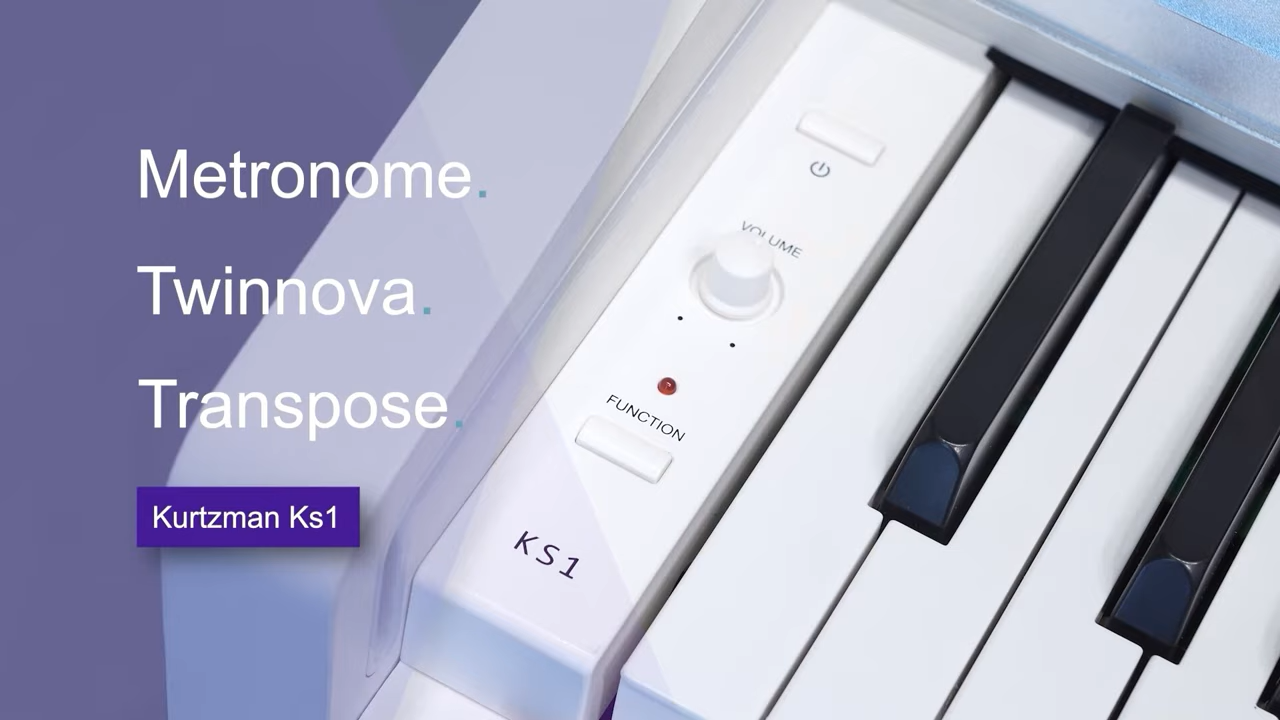 Metronome.
Twinnova.
Transpose.
Kurtzman Ks1
VOLUME
FUNCTION
KS1